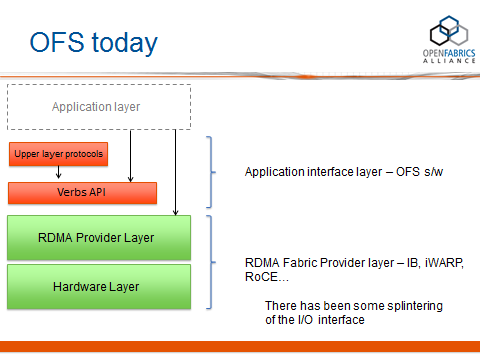 OFS today
OPENFABRICS
ALLIANCE
Application layer
Upper layer protocols
Verbs API
Application interface layer – OFS s/w
RDMA Provider Layer
Hardware Layer
RDMA Fabric Provider layer – IB, iWARP,
RoCE…
There has been some splintering
of the I/O interface